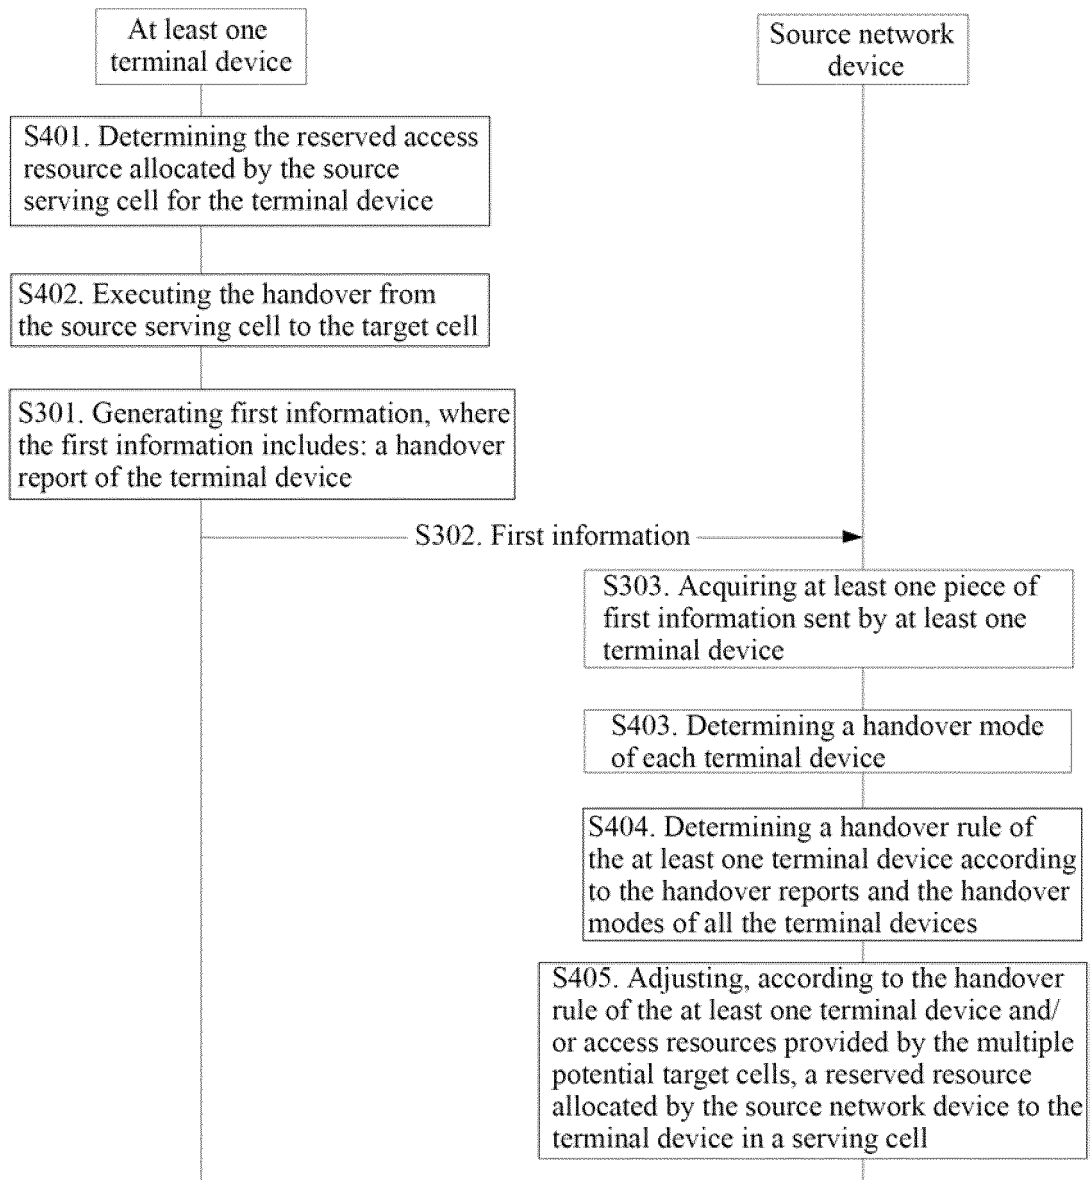 At least one
terminal device
Source network
device
S401. Determining the reserved access
resource allocated by the source
serving cell for the terminal device
S402. Executing the handover from
the source serving cell to the target cell
S301. Generating first information, where
the first information includes: a handover
report of the terminal device
S302. First information
S303. Acquiring at least one piece of
first information sent by at least one
terminal device
S403. Determining a handover mode
of each terminal device
S404. Determining a handover rule of
the at least one terminal device according
to the handover reports and the handover
modes of all the terminal devices
S405. Adjusting, according to the handover
rule of the at least one terminal device and/
or access resources provided by the multiple
potential target cells, a reserved resource
allocated by the source network device to the
terminal device in a serving cell